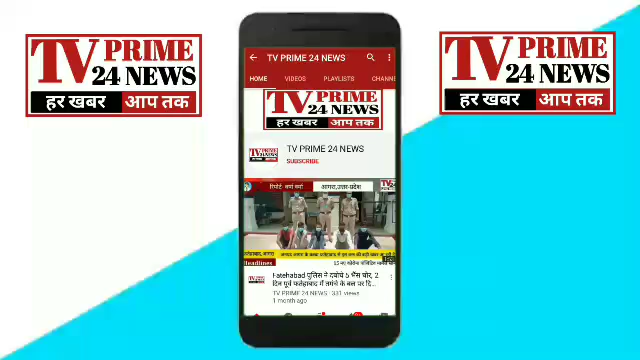 TV PRIME
24 NEWS
हर खबर आप तक
TV PRIME
24 NEWS
हर खबर आप तक
TV PRIME 24 NEWS
HOME VIDEOS PLAYLISTS CHANN
TV PRIME
24 NEWS
हर खबर आप तक
TV PRIME 24 NEWS
SUBSCRIBE
रिपोर्ट- वर्षा वर्मा आगरा,उत्तर-प्रदेश
Headlines
Fatehabad पुलिस ने दबोचे 5 भैंस चोर, 2
दिन पूर्व फतेहाबाद में तमंचे के बल पर दि...
TV PRIME 24 NEWS · 331 views
1 month ago